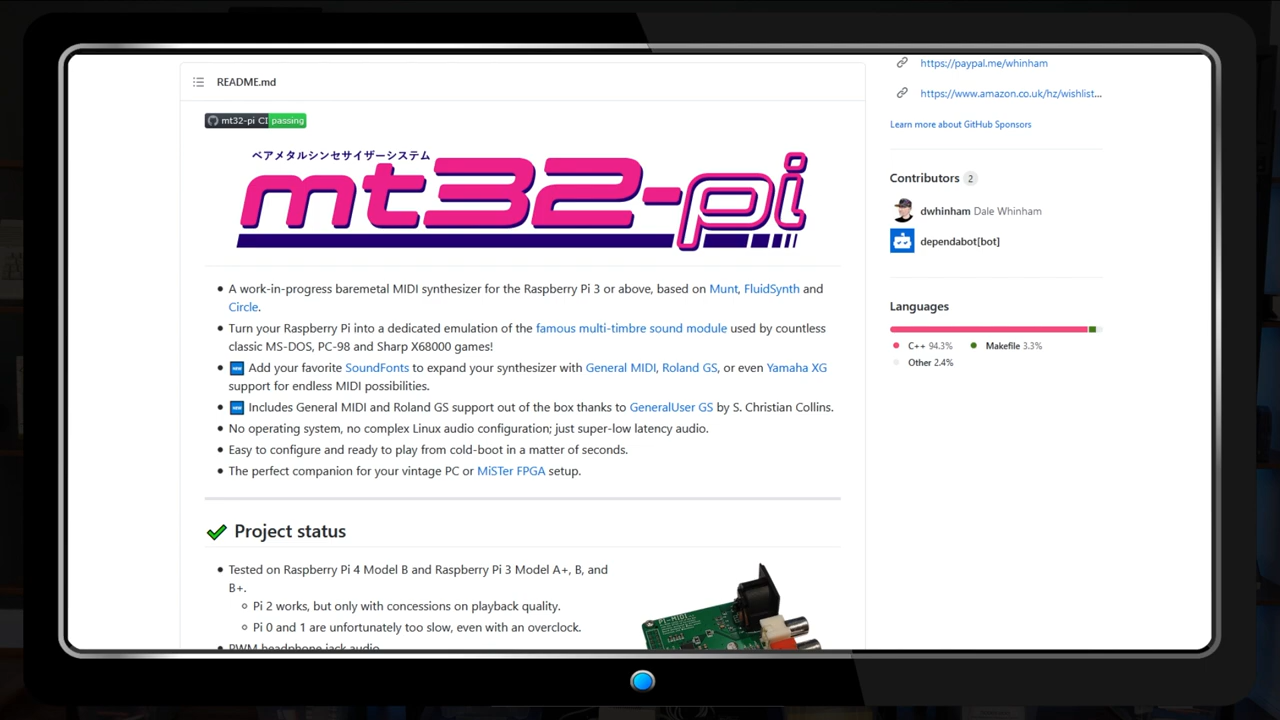 README.md
mt32-pi CI passing
ベアメタルシンセサイザーシステム
mt32-pi
A work-in-progress baremetal MIDI synthesizer for the Raspberry Pi 3 or above, based on Munt, FluidSynth and
Circle.
Turn your Raspberry Pi into a dedicated emulation of the famous multi-timbre sound module used by countless
classic MS-DOS, PC-98 and Sharp X68000 games!
NEW Add your favorite SoundFonts to expand your synthesizer with General MIDI, Roland GS, or even Yamaha XG
support for endless MIDI possibilities.
NEW Includes General MIDI and Roland GS support out of the box thanks to GeneralUser GS by S. Christian Collins.
No operating system, no complex Linux audio configuration; just super-low latency audio.
Easy to configure and ready to play from cold-boot in a matter of seconds.
The perfect companion for your vintage PC or MiSTer FPGA setup.
Project status
Tested on Raspberry Pi 4 Model B and Raspberry Pi 3 Model A+, B, and
B+.
Pi 2 works, but only with concessions on playback quality.
Pi 0 and 1 are unfortunately too slow, even with an overclock.
PWM headphone jack audio.
PI-MIDI
https://paypal.me/whinham
https://www.amazon.co.uk/hz/wishlist...
Learn more about GitHub Sponsors
Contributors 2
dwhinham Dale Whinham
dependabot[bot]
Languages
C++ 94.3%
Makefile 3.3%
Other 2.4%